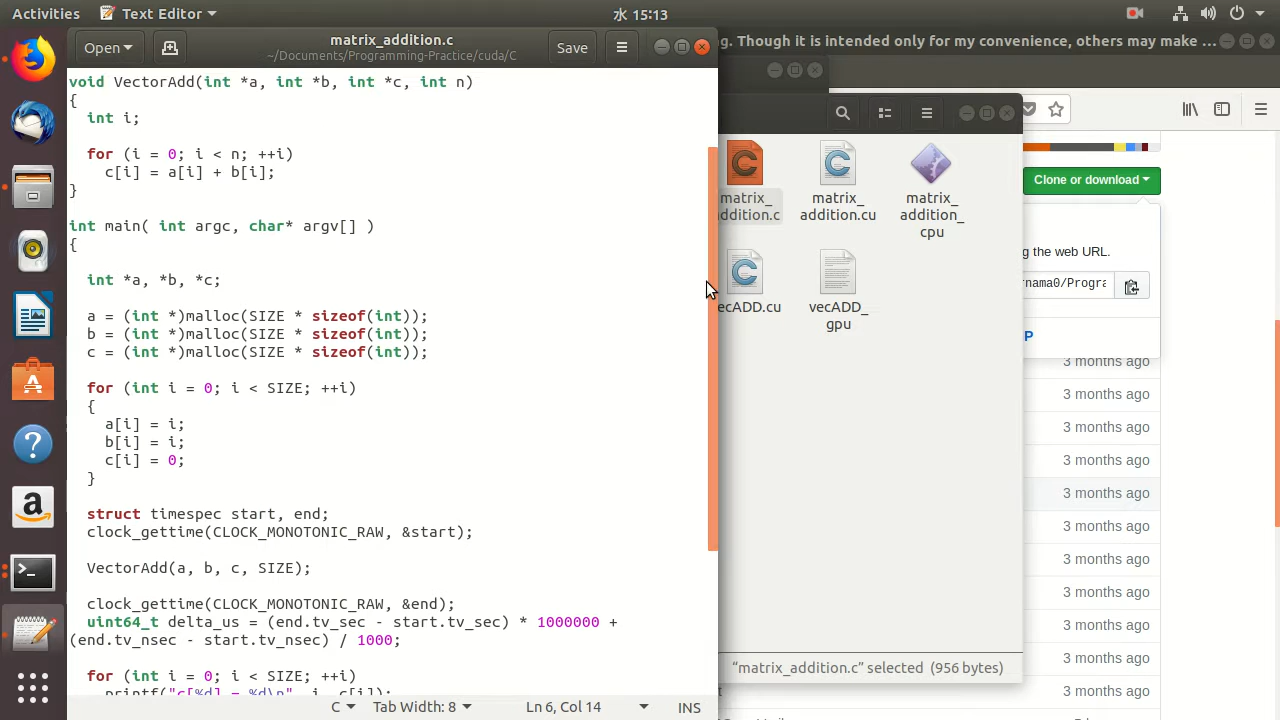 Activities
Text Editor
水 15:13
Open
matrix_addition.c
~/Documents/Programming-Practice/cuda/C
Save
ng. Though it is intended only for my convenience, others may make ...
void VectorAdd(int *a, int *b, int *c, int n)
{
int i;
for (i = 0; i < n; ++i)
c[i] = a[i] + b[i];
}
int main( int argc, char* argv[] )
{
int *a, *b, *c;
a = (int *)malloc(SIZE * sizeof(int));
b = (int *)malloc(SIZE * sizeof(int));
c = (int *)malloc(SIZE * sizeof(int));
for (int i = 0; i < SIZE; ++i)
{
a[i] = i;
b[i] = i;
c[i] = 0;
}
struct timespec start, end;
clock_gettime(CLOCK_MONOTONIC_RAW, &start);
VectorAdd(a, b, c, SIZE);
clock_gettime(CLOCK_MONOTONIC_RAW, &end);
uint64_t delta_us = (end.tv_sec - start.tv_sec) * 1000000 +
(end.tv_nsec - start.tv_nsec) / 1000;
for (int i = 0; i < SIZE; ++i)
printf("c[%d] = %d\n", i, c[i]);
C
Tab Width: 8
Ln 6, Col 14
INS
matrix_
addition.c
matrix_
addition.cu
matrix_
addition_
cpu
ecADD.cu
vecADD_
gpu
"matrix_addition.c" selected (956 bytes)
Clone or download
g the web URL.
rnama0/Progra
P
3 months ago
3 months ago
3 months ago
3 months ago
3 months ago
3 months ago
3 months ago
3 months ago
3 months ago
3 months ago
3 months ago